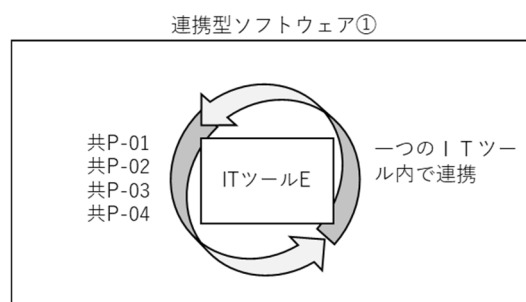 連携型ソフトウェア①
共P-01
共P-02
共P-03
共P-04
ITツールE
一つのＩＴツー
ル内で連携